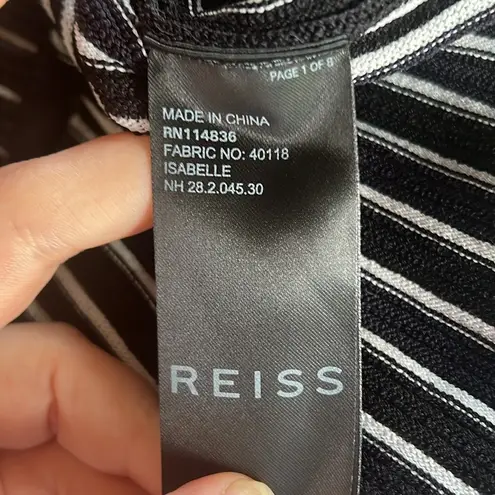 PAGE 1 OF 8
MADE IN CHINA
RN114836
FABRIC NO: 40118
ISABELLE
NH 28.2.045.30
REISS